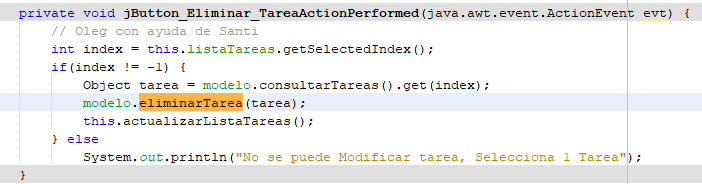 private void jButton_Eliminar_TareaActionPerformed(java.awt.event.ActionEvent evt) {
// Oleg con ayuda de Santi
int index = this.listaTareas.getSelectedIndex();
if(index != -1) {
Object tarea = modelo.consultarTareas().get(index);
modelo.eliminarTarea(tarea);
this.actualizarListaTareas();
} else
System.out.println("No se puede Modificar tarea, Selecciona 1 Tarea");
}